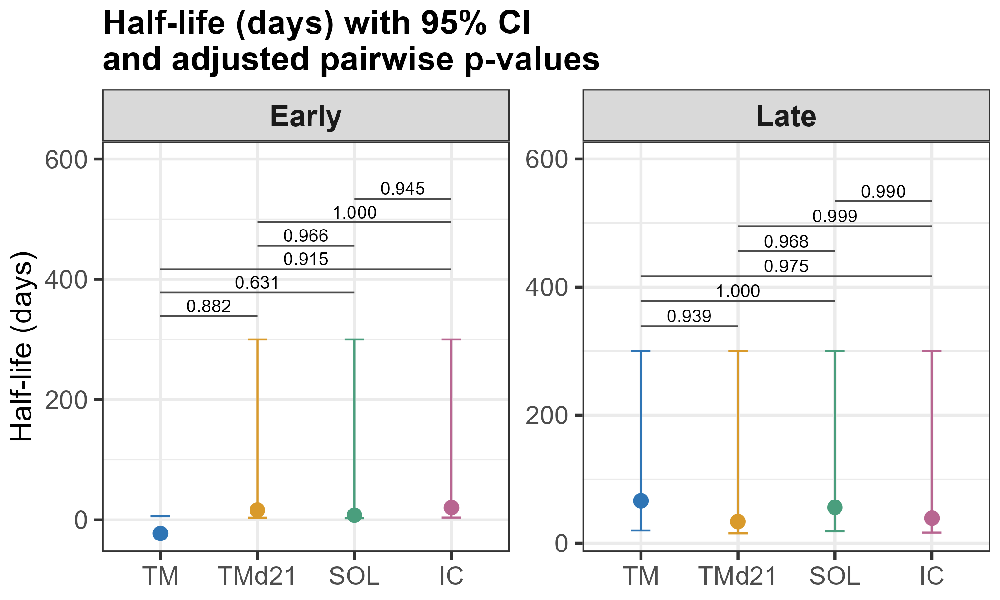 Half-life (days) with 95% CI
and adjusted pairwise p-values
Early
Late
Half-life (days)
600
400
200
0
0.945
1.000
0.966
0.915
0.631
0.882
TM
TMd21
SOL
IC
600
400
200
0
0.990
0.999
0.968
0.975
1.000
0.939
TM
TMd21
SOL
IC